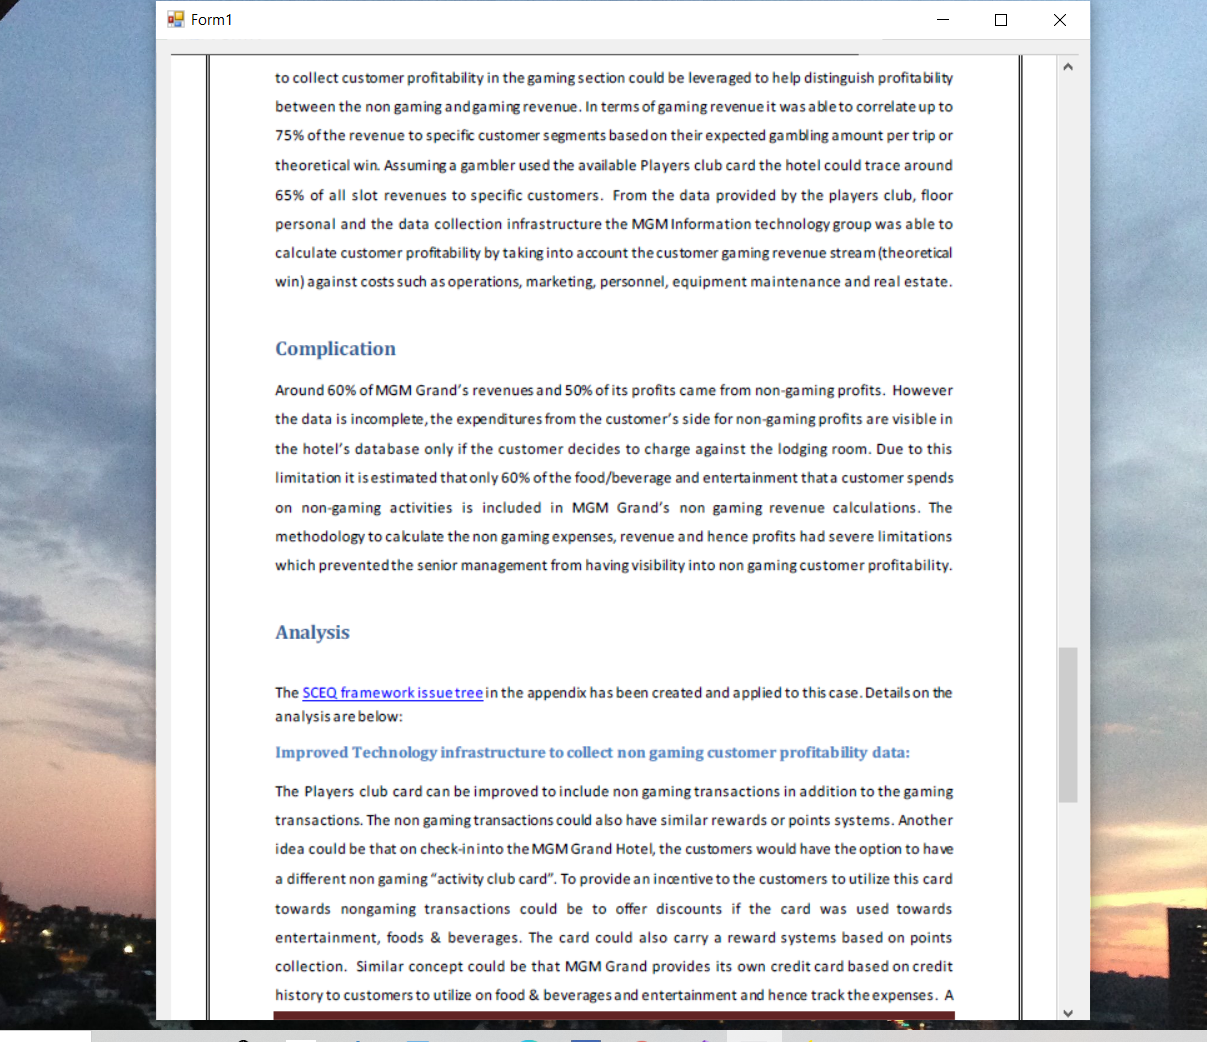 Form1
to collect customer profitability in the gaming section could be leveraged to help distinguish profitability
between the non gaming and gaming revenue. In terms of gaming revenue it was able to correlate up to
75% of the revenue to specific customer segments based on their expected gambling amount per trip or
theoretical win. Assuming a gambler used the available Players club card the hotel could trace around
65% of all slot revenues to specific customers. From the data provided by the players club, floor
personal and the data collection infrastructure the MGM Information technology group was able to
calculate customer profitability by taking into account the customer gaming revenue stream (theoretical
win) against costs such as operations, marketing, personnel, equipment maintenance and real estate.
Complication
Around 60% of MGM Grand's revenues and 50% of its profits came from non-gaming profits. However
the data is incomplete, the expenditures from the customer's side for non-gaming profits are visible in
the hotel's database only if the customer decides to charge against the lodging room. Due to this
limitation it is estimated that only 60% of the food/beverage and entertainment that a customer spends
on non-gaming activities is included in MGM Grand's non gaming revenue calculations. The
methodology to calculate the non gaming expenses, revenue and hence profits had severe limitations
which prevented the senior management from having visibility into non gaming customer profitability.
Analysis
The SCEQ framework issue tree in the appendix has been created and applied to this case. Details on the
analysis are below:
Improved Technology infrastructure to collect non gaming customer profitability data:
The Players club card can be improved to include non gaming transactions in addition to the gaming
transactions. The non gaming transactions could also have similar rewards or points systems. Another
idea could be that on check-in into the MGM Grand Hotel, the customers would have the option to have
a different non gaming "activity club card". To provide an incentive to the customers to utilize this card
towards nongaming transactions could be to offer discounts if the card was used towards
entertainment, foods & beverages. The card could also carry a reward systems based on points
collection. Similar concept could be that MGM Grand provides its own credit card based on credit
history to customers to utilize on food & beverages and entertainment and hence track the expenses. A